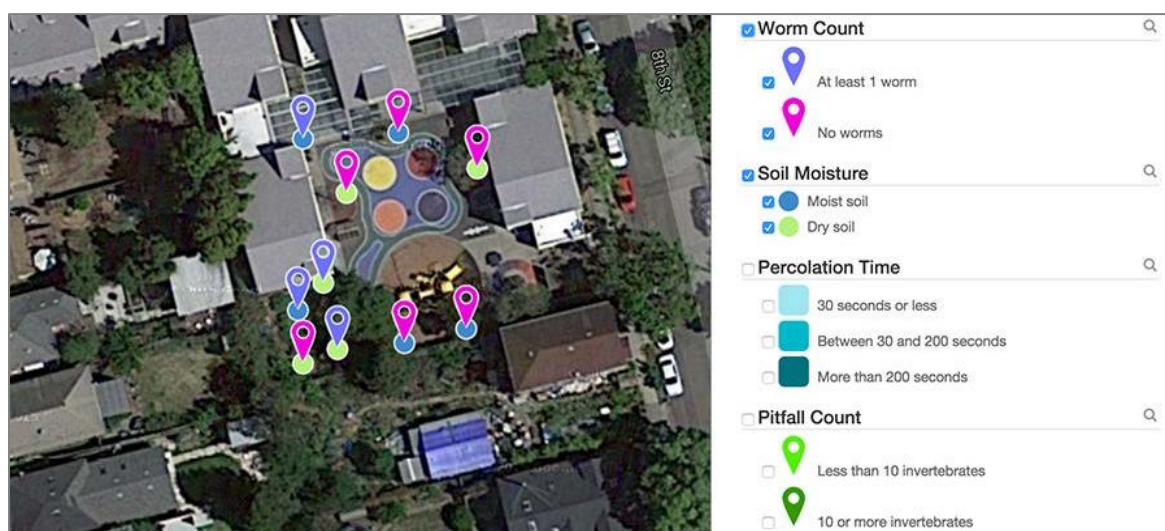 8th St
Worm Count
At least 1 worm
No worms
Soil Moisture
Moist soil
Dry soil
Percolation Time
30 seconds or less
Between 30 and 200 seconds
More than 200 seconds
Pitfall Count
Less than 10 invertebrates
10 or more invertebrates